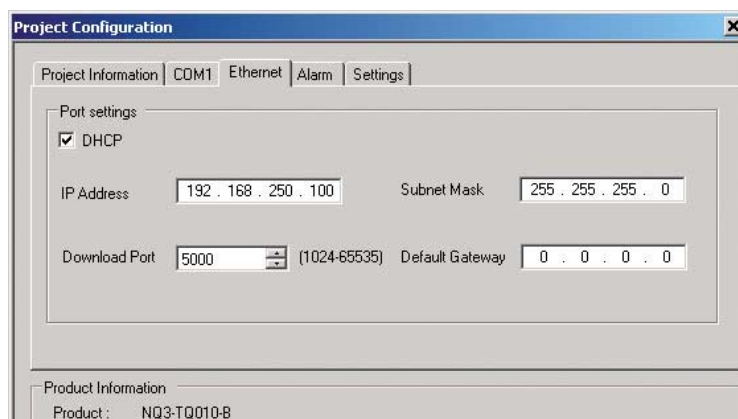 Project Configuration
Project Information COM1 Ethernet Alarm Settings
Port settings
DHCP
IP Address 192 . 168 . 250 . 100 Subnet Mask 255 . 255 . 255 . 0
Download Port 5000 (1024-65535) Default Gateway 0 . 0 . 0 . 0
Product Information
Product : NQ3-TQ010-B